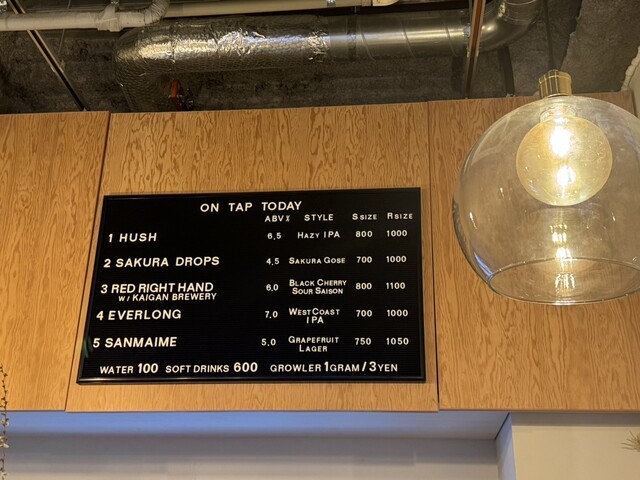 ON TAP TODAY
ABV% STYLE S SIZE R SIZE
1 HUSH 6,5 HAZY IPA 800 1000
2 SAKURA DROPS 4,5 SAKURA GOSE 700 1000
3 RED RIGHT HAND 6,0 BLACK CHERRY 800 1100
W/ KAIGAN BREWERY SOUR SAISON
4 EVERLONG 7,0 WEST COAST 700 1000
IPA
5 SANMAIME 5,0 GRAPEFRUIT 750 1050
LAGER
WATER 100 SOFT DRINKS 600 GROWLER 1GRAM/3YEN